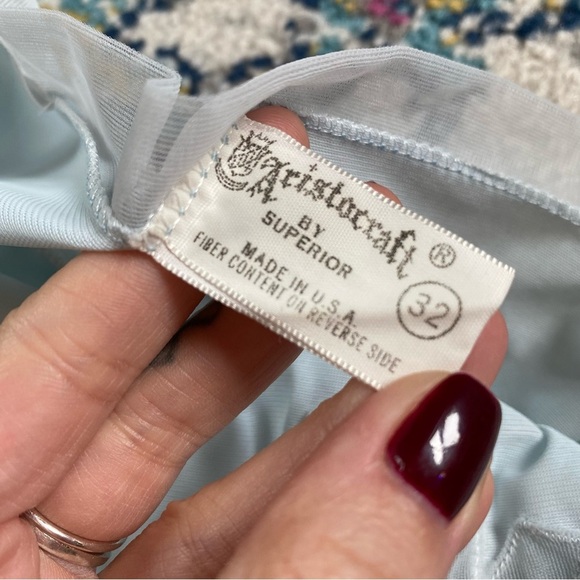 Aristocraft ®
BY
SUPERIOR
MADE IN U.S.A.
FIBER CONTENT ON REVERSE SIDE
32